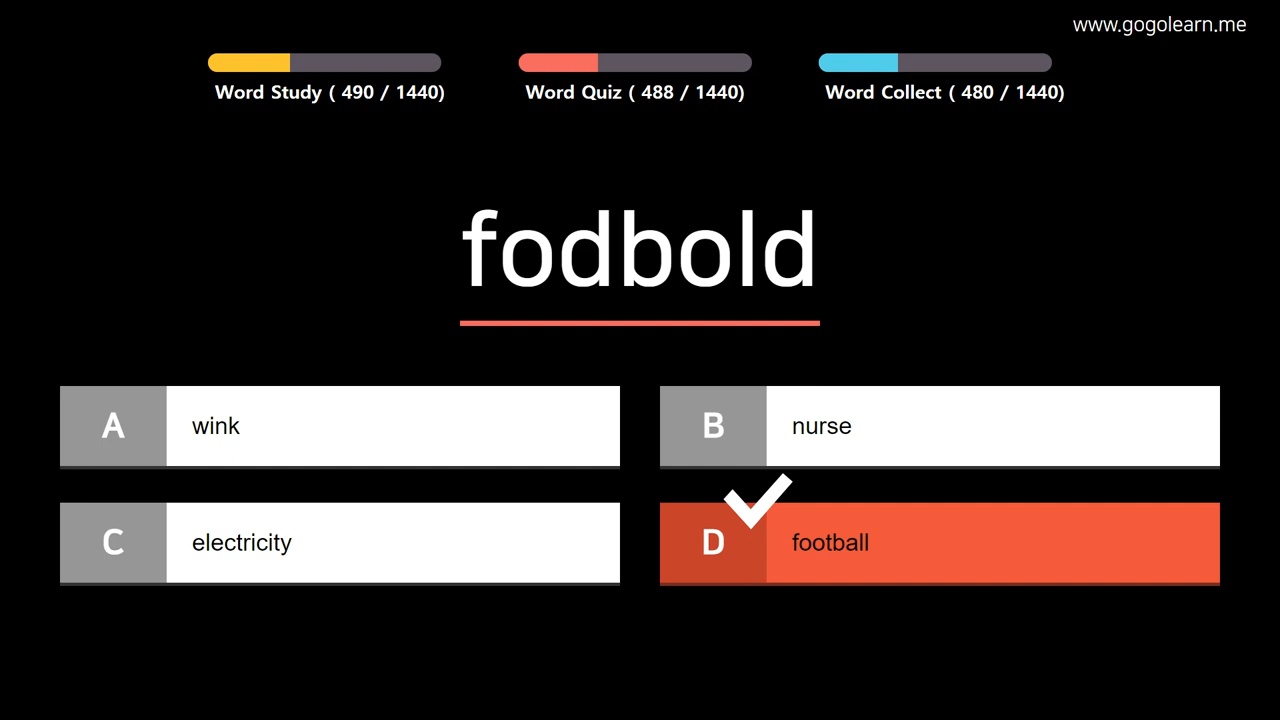 www.gogolearn.me
Word Study ( 490 / 1440)
Word Quiz ( 488 / 1440)
Word Collect ( 480 / 1440)
fodbold
A wink
B nurse
C electricity
D football